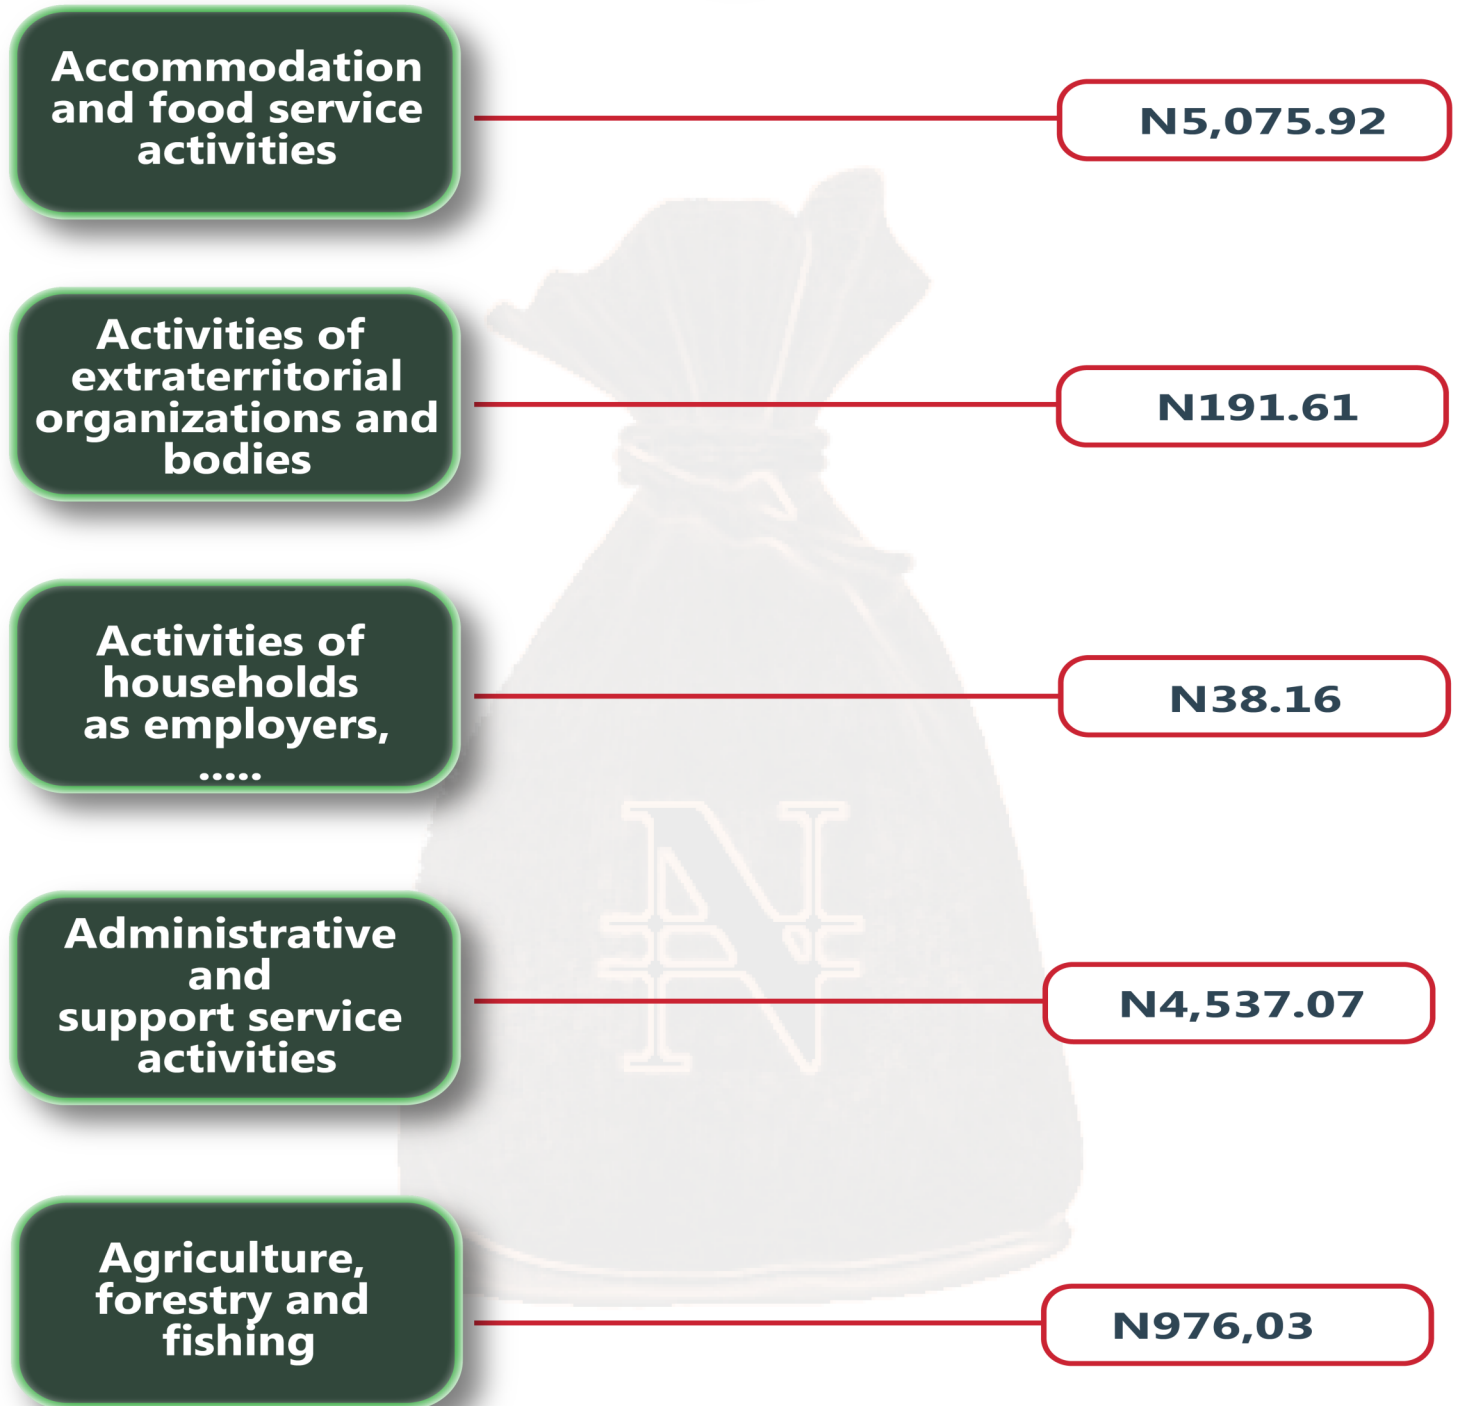 Accommodation
and food service
activities
N5,075.92
Activities of
extraterritorial
organizations and
bodies
N191.61
Activities of
households
as employers,
.....
N38.16
Administrative
and
support service
activities
N4,537.07
Agriculture,
forestry and
fishing
N976,03
₦